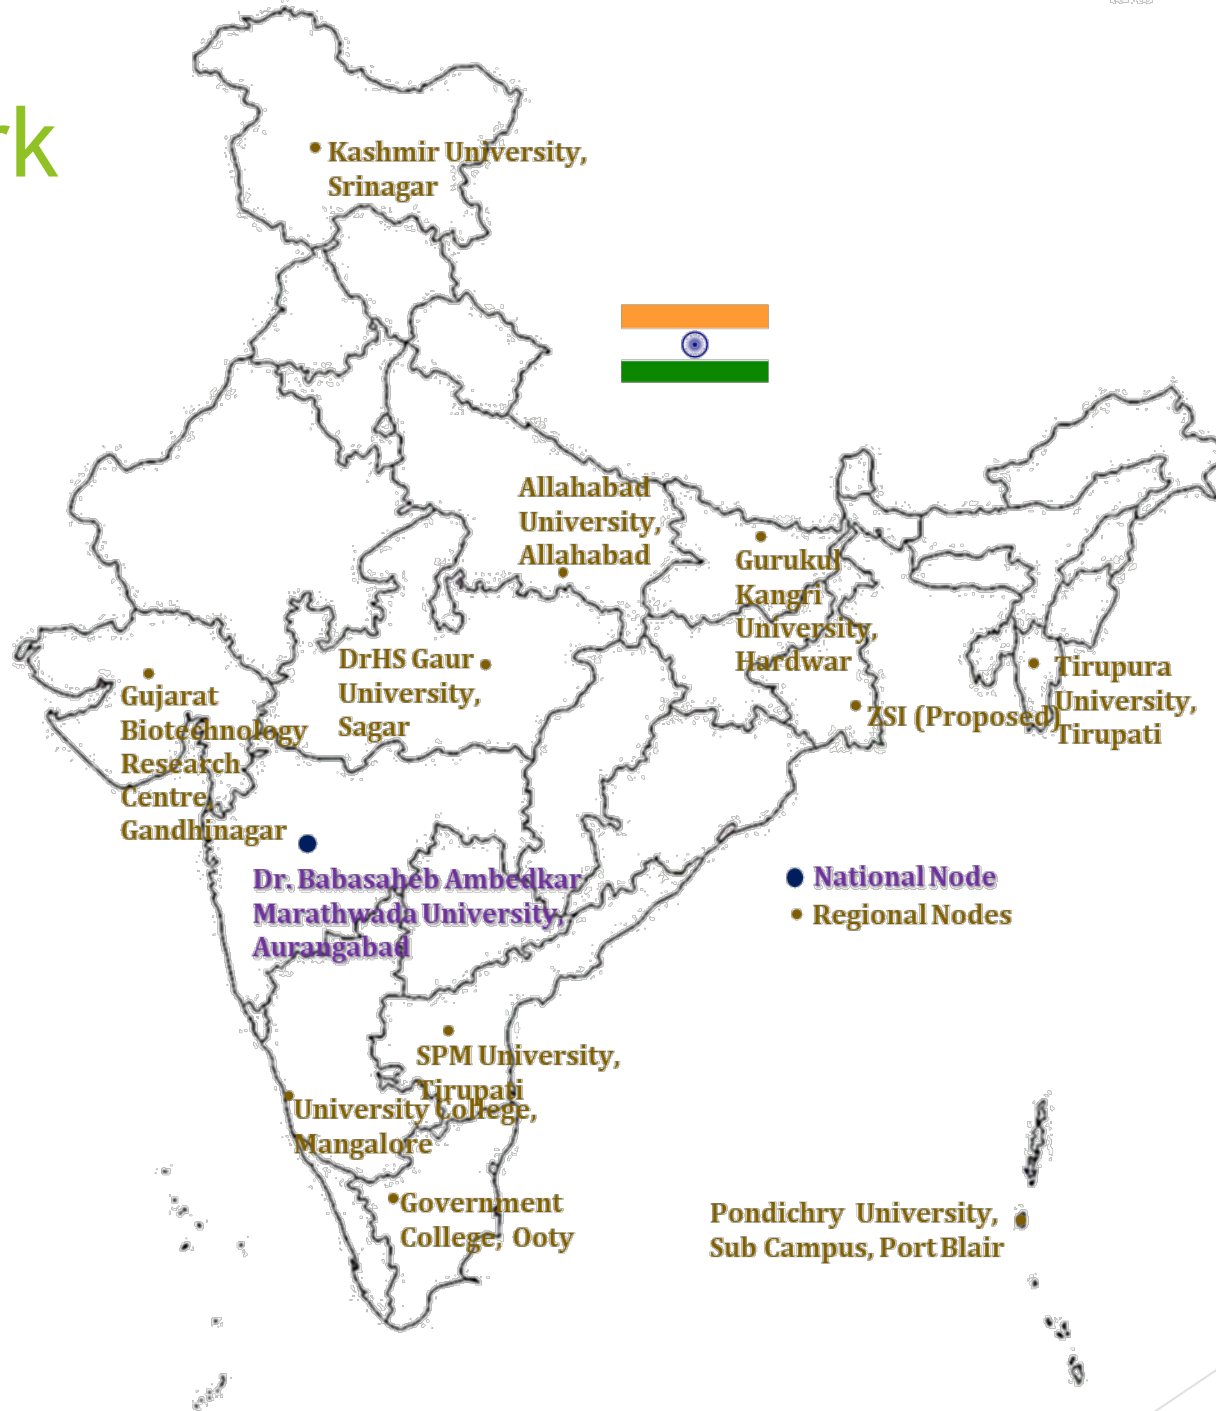 rk
Kashmir University,
Srinagar
Allahabad
University,
Allahabad
Gurukul
Kangri
University,
Hardwar
DrHS Gaur
University,
Sagar
Tirupura
University,
Tirupati
ZSI (Proposed)
Gujarat
Biotechnology
Research
Centre,
Gandhinagar
Dr. Babasaheb Ambedkar
Marathwada University,
Aurangabad
National Node
Regional Nodes
SPM University,
Tirupati
University College,
Mangalore
Government
College, Ooty
Pondichry University,
Sub Campus, Port Blair